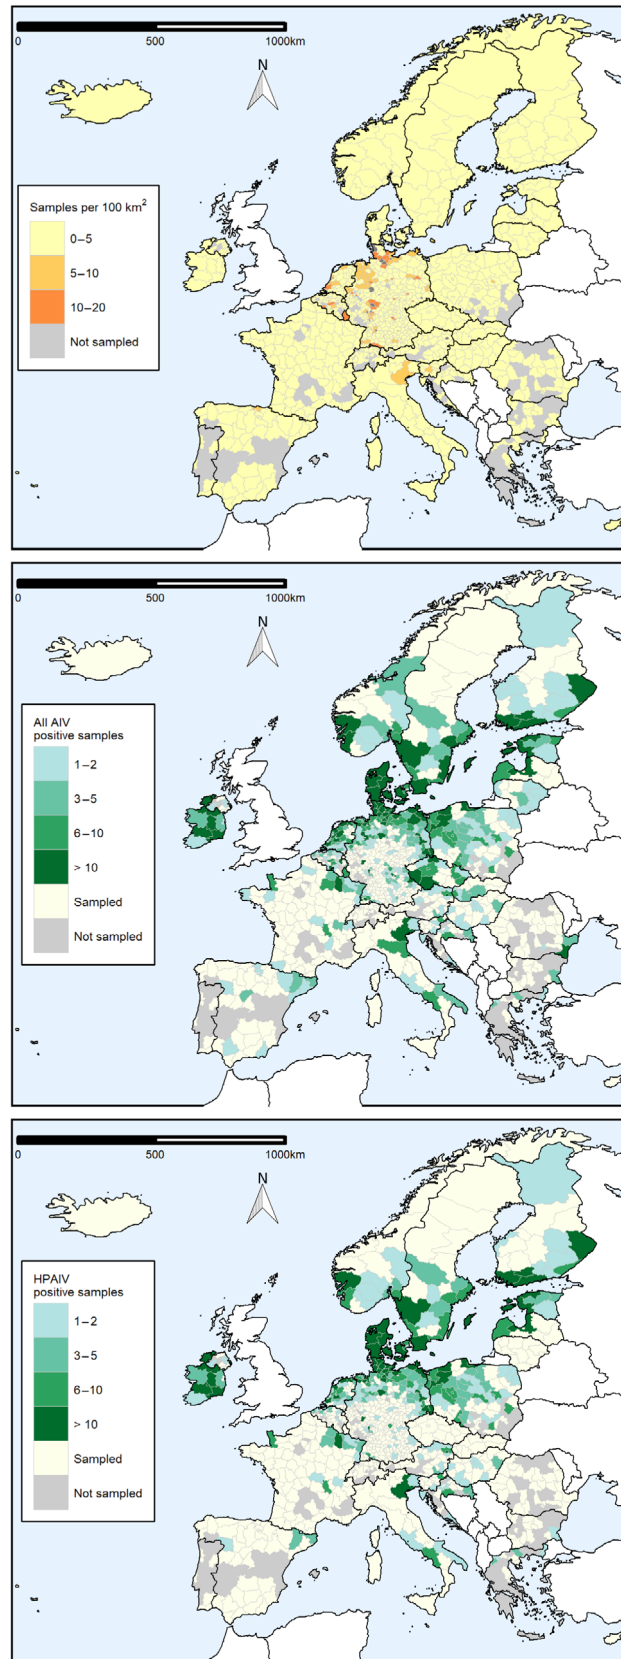 0 500 1000km
N
Samples per 100 km²
0–5
5–10
10–20
Not sampled
0 500 1000km
N
All AIV
positive samples
1–2
3–5
6–10
> 10
Sampled
Not sampled
0 500 1000km
N
HPAIV
positive samples
1–2
3–5
6–10
> 10
Sampled
Not sampled